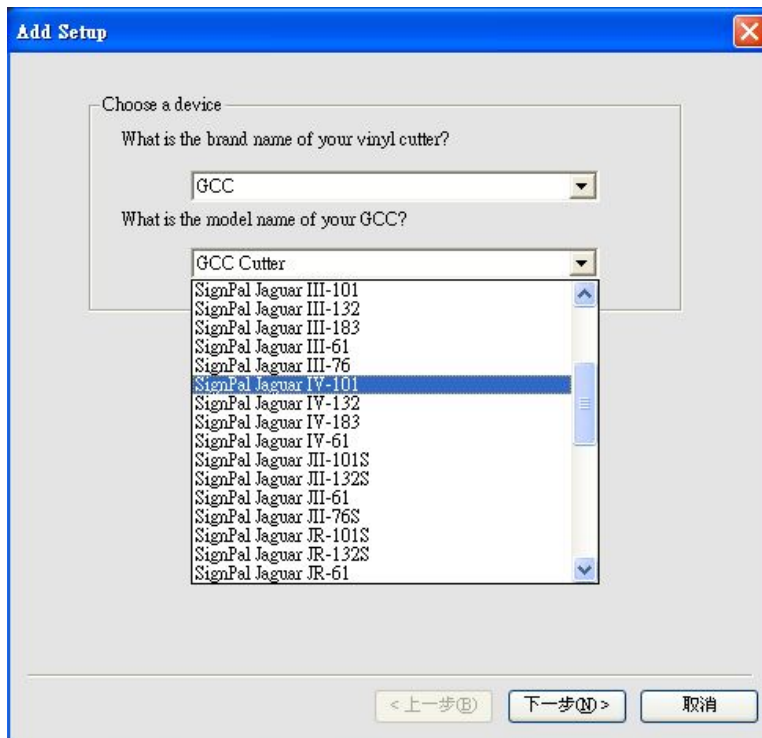 Add Setup
Choose a device
What is the brand name of your vinyl cutter?
GCC
What is the model name of your GCC?
GCC Cutter
SignPal Jaguar III-101
SignPal Jaguar III-132
SignPal Jaguar III-183
SignPal Jaguar III-61
SignPal Jaguar III-76
SignPal Jaguar IV-101
SignPal Jaguar IV-132
SignPal Jaguar IV-183
SignPal Jaguar IV-61
SignPal Jaguar JII-101S
SignPal Jaguar JII-132S
SignPal Jaguar JII-61
SignPal Jaguar JII-76S
SignPal Jaguar JR-101S
SignPal Jaguar JR-132S
SignPal Jaguar JR-61
< 上一步(B) 下一步(N) > 取消